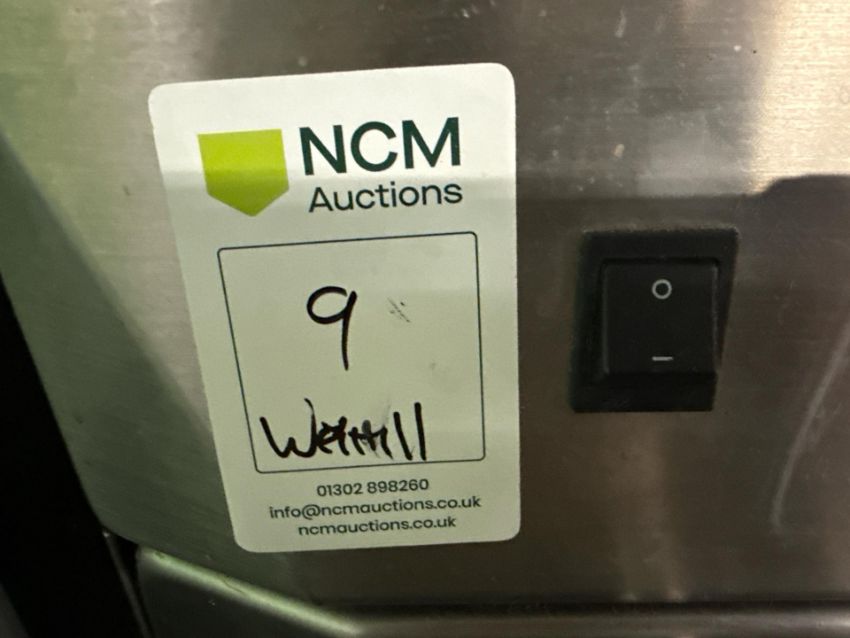 NCM
Auctions
9
01302 898260
info@ncmauctions.co.uk
ncmauctions.co.uk
O